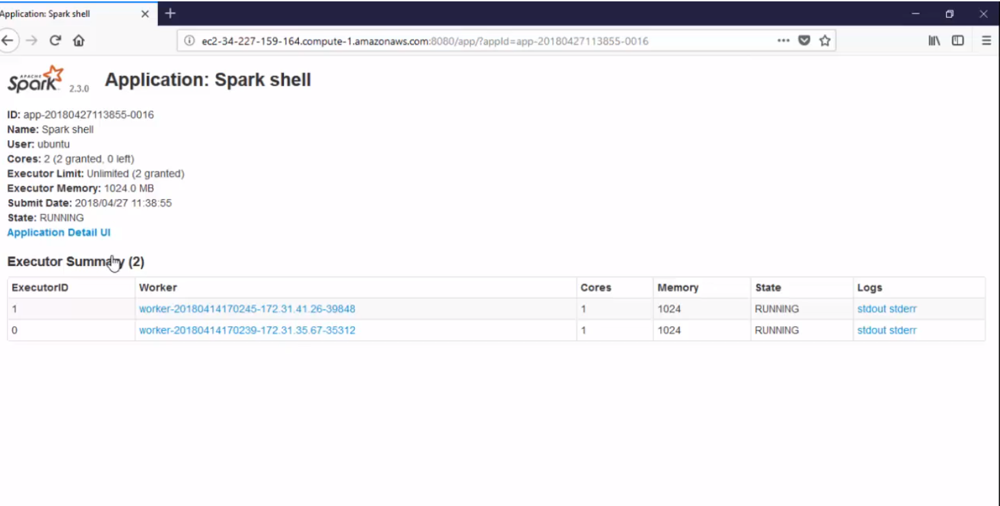 Application: Spark shell
ec2-34-227-159-164.compute-1.amazonaws.com:8080/app/?appId=app-20180427113855-0016
APACHE Spark 2.3.0 Application: Spark shell
ID: app-20180427113855-0016
Name: Spark shell
User: ubuntu
Cores: 2 (2 granted, 0 left)
Executor Limit: Unlimited (2 granted)
Executor Memory: 1024.0 MB
Submit Date: 2018/04/27 11:38:55
State: RUNNING
Application Detail UI
Executor Summary (2)
ExecutorID Worker Cores Memory State Logs
1 worker-20180414170245-172.31.41.26-39848 1 1024 RUNNING stdout stderr
0 worker-20180414170239-172.31.35.67-35312 1 1024 RUNNING stdout stderr